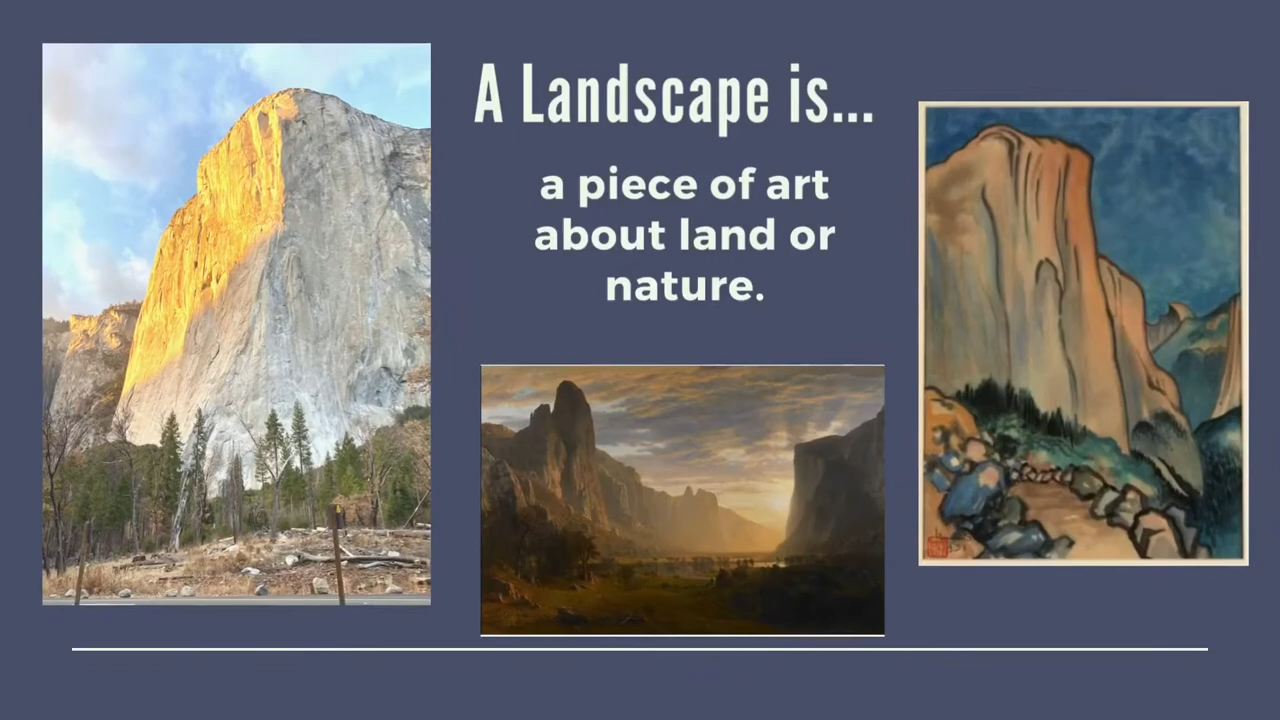 A Landscape is...
a piece of art
about land or
nature.